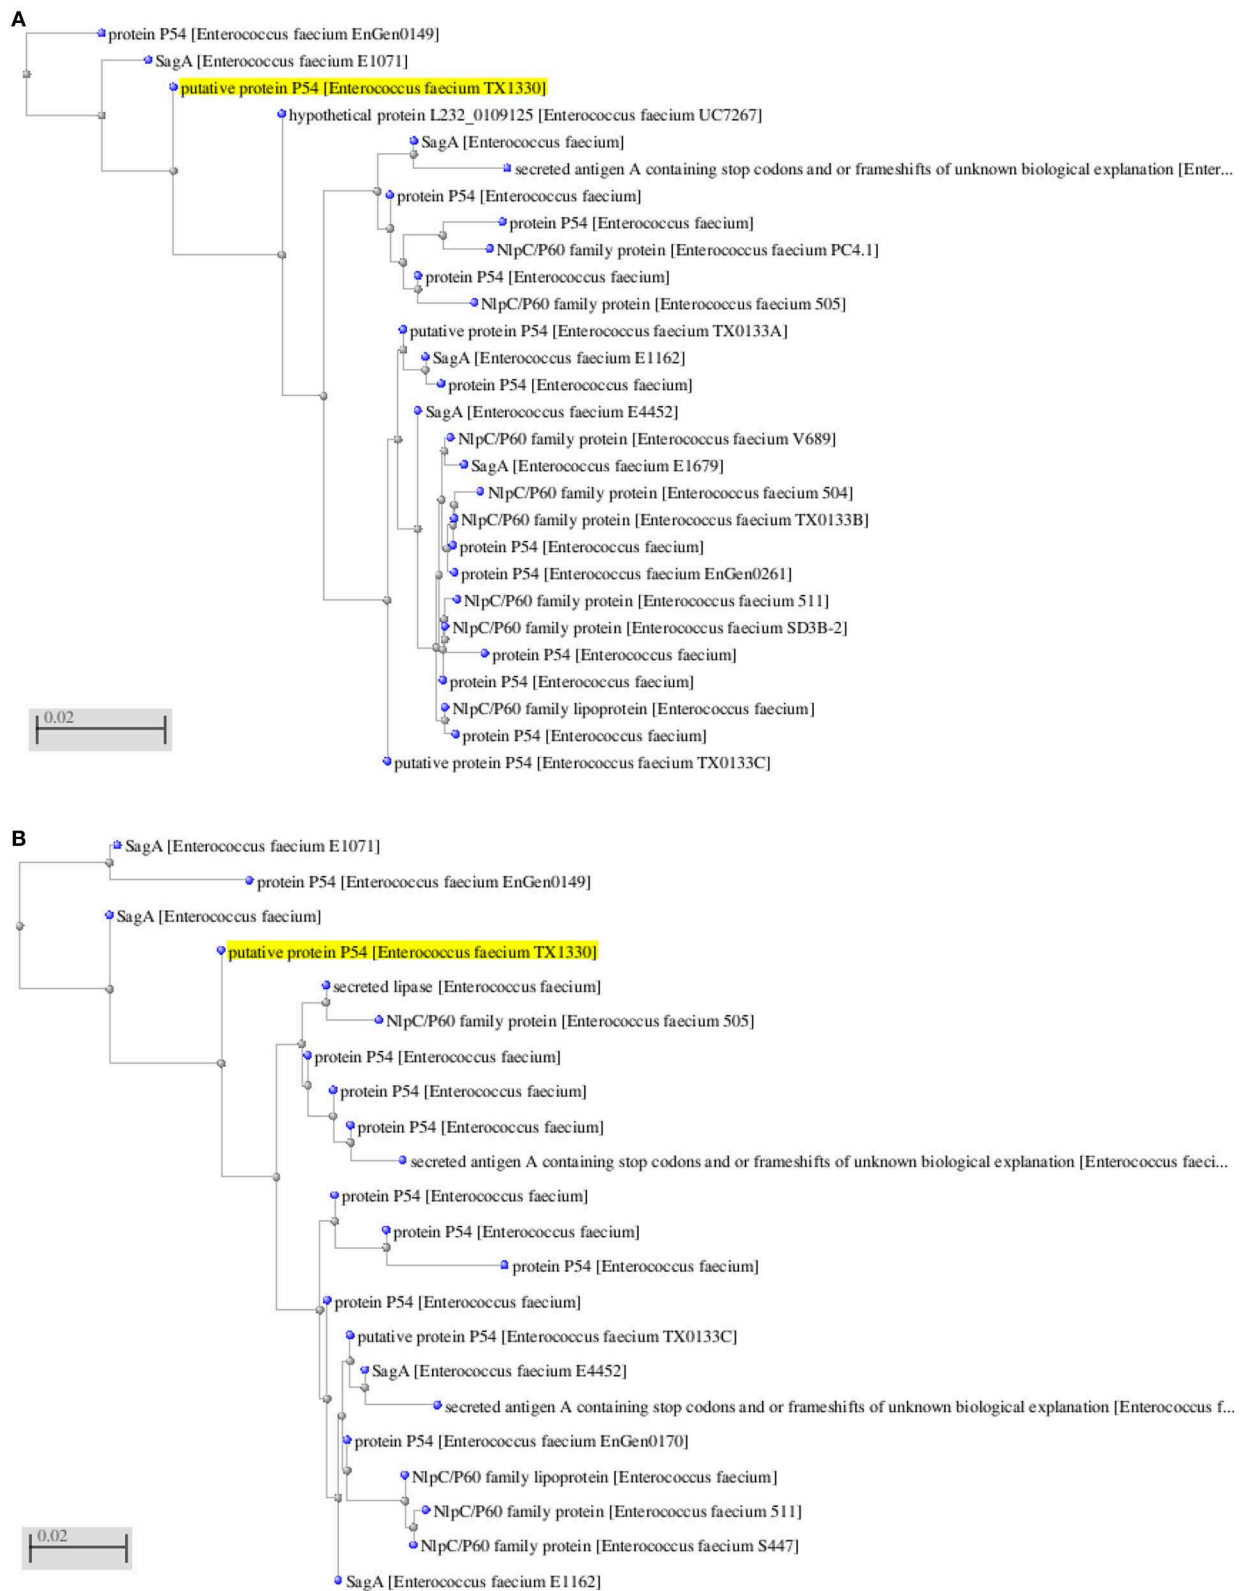 A
protein P54 [Enterococcus faecium EnGen0149]
SagA [Enterococcus faecium E1071]
putative protein P54 [Enterococcus faecium TX1330]
hypothetical protein L232_0109125 [Enterococcus faecium UC7267]
SagA [Enterococcus faecium]
secreted antigen A containing stop codons and or frameshifts of unknown biological explanation [Enter...
protein P54 [Enterococcus faecium]
protein P54 [Enterococcus faecium]
NlpC/P60 family protein [Enterococcus faecium PC4.1]
protein P54 [Enterococcus faecium]
NlpC/P60 family protein [Enterococcus faecium 505]
putative protein P54 [Enterococcus faecium TX0133A]
SagA [Enterococcus faecium E1162]
protein P54 [Enterococcus faecium]
SagA [Enterococcus faecium E4452]
NlpC/P60 family protein [Enterococcus faecium V689]
SagA [Enterococcus faecium E1679]
NlpC/P60 family protein [Enterococcus faecium 504]
NlpC/P60 family protein [Enterococcus faecium TX0133B]
protein P54 [Enterococcus faecium]
protein P54 [Enterococcus faecium EnGen0261]
NlpC/P60 family protein [Enterococcus faecium 511]
NlpC/P60 family protein [Enterococcus faecium SD3B-2]
protein P54 [Enterococcus faecium]
protein P54 [Enterococcus faecium]
NlpC/P60 family lipoprotein [Enterococcus faecium]
protein P54 [Enterococcus faecium]
putative protein P54 [Enterococcus faecium TX0133C]
0.02
B
SagA [Enterococcus faecium E1071]
protein P54 [Enterococcus faecium EnGen0149]
SagA [Enterococcus faecium]
putative protein P54 [Enterococcus faecium TX1330]
secreted lipase [Enterococcus faecium]
NlpC/P60 family protein [Enterococcus faecium 505]
protein P54 [Enterococcus faecium]
protein P54 [Enterococcus faecium]
protein P54 [Enterococcus faecium]
secreted antigen A containing stop codons and or frameshifts of unknown biological explanation [Enterococcus faeci...
protein P54 [Enterococcus faecium]
protein P54 [Enterococcus faecium]
protein P54 [Enterococcus faecium]
protein P54 [Enterococcus faecium]
putative protein P54 [Enterococcus faecium TX0133C]
SagA [Enterococcus faecium E4452]
secreted antigen A containing stop codons and or frameshifts of unknown biological explanation [Enterococcus f...
protein P54 [Enterococcus faecium EnGen0170]
NlpC/P60 family lipoprotein [Enterococcus faecium]
NlpC/P60 family protein [Enterococcus faecium 511]
NlpC/P60 family protein [Enterococcus faecium S447]
SagA [Enterococcus faecium E1162]
0.02